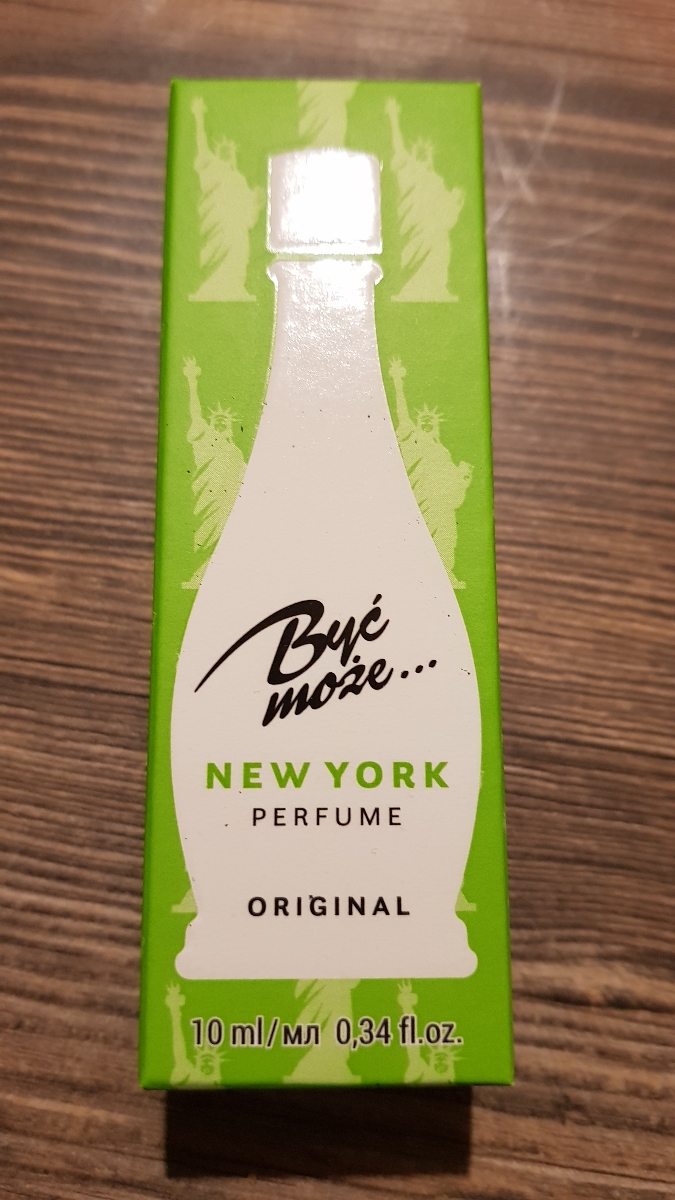 Być
może...
NEW YORK
PERFUME
ORIGINAL
10 ml/мл 0,34 fl.oz.